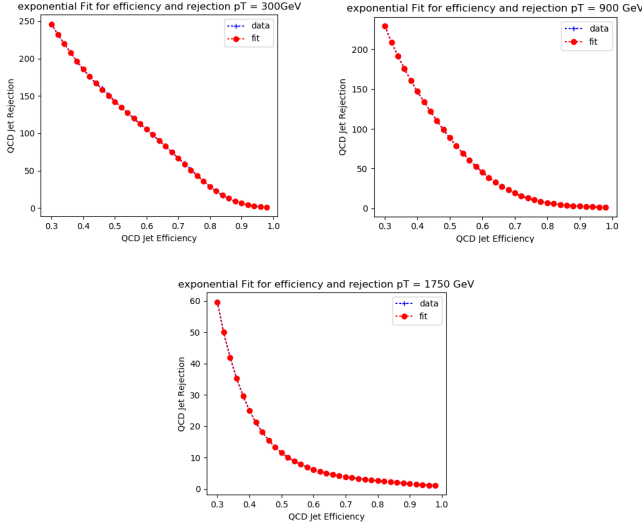 exponential Fit for efficiency and rejection pT = 300GeV
250
200
150
100
50
0
QCD Jet Rejection
data
fit
0.3 0.4 0.5 0.6 0.7 0.8 0.9 1.0
QCD Jet Efficiency
exponential Fit for efficiency and rejection pT = 900 GeV
200
150
100
50
0
QCD Jet Rejection
data
fit
0.3 0.4 0.5 0.6 0.7 0.8 0.9 1.0
QCD Jet Efficiency
exponential Fit for efficiency and rejection pT = 1750 GeV
60
50
40
30
20
10
0
QCD Jet Rejection
data
fit
0.3 0.4 0.5 0.6 0.7 0.8 0.9 1.0
QCD Jet Efficiency